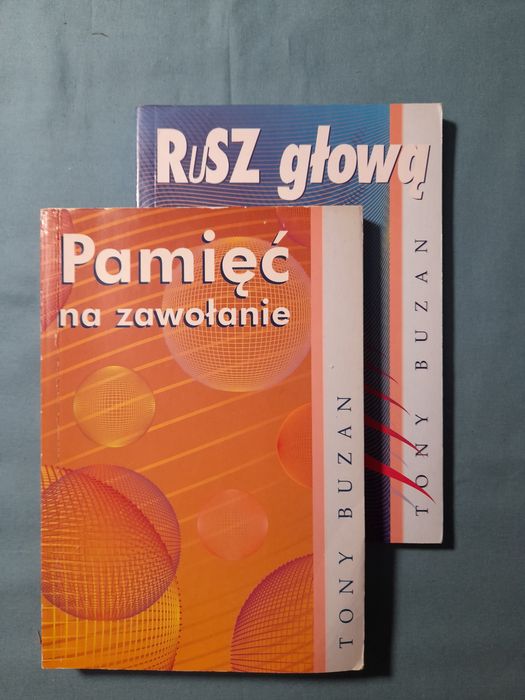 RUSZ głową
TONY BUZAN
Pamięć
na zawołanie
TONY BUZAN